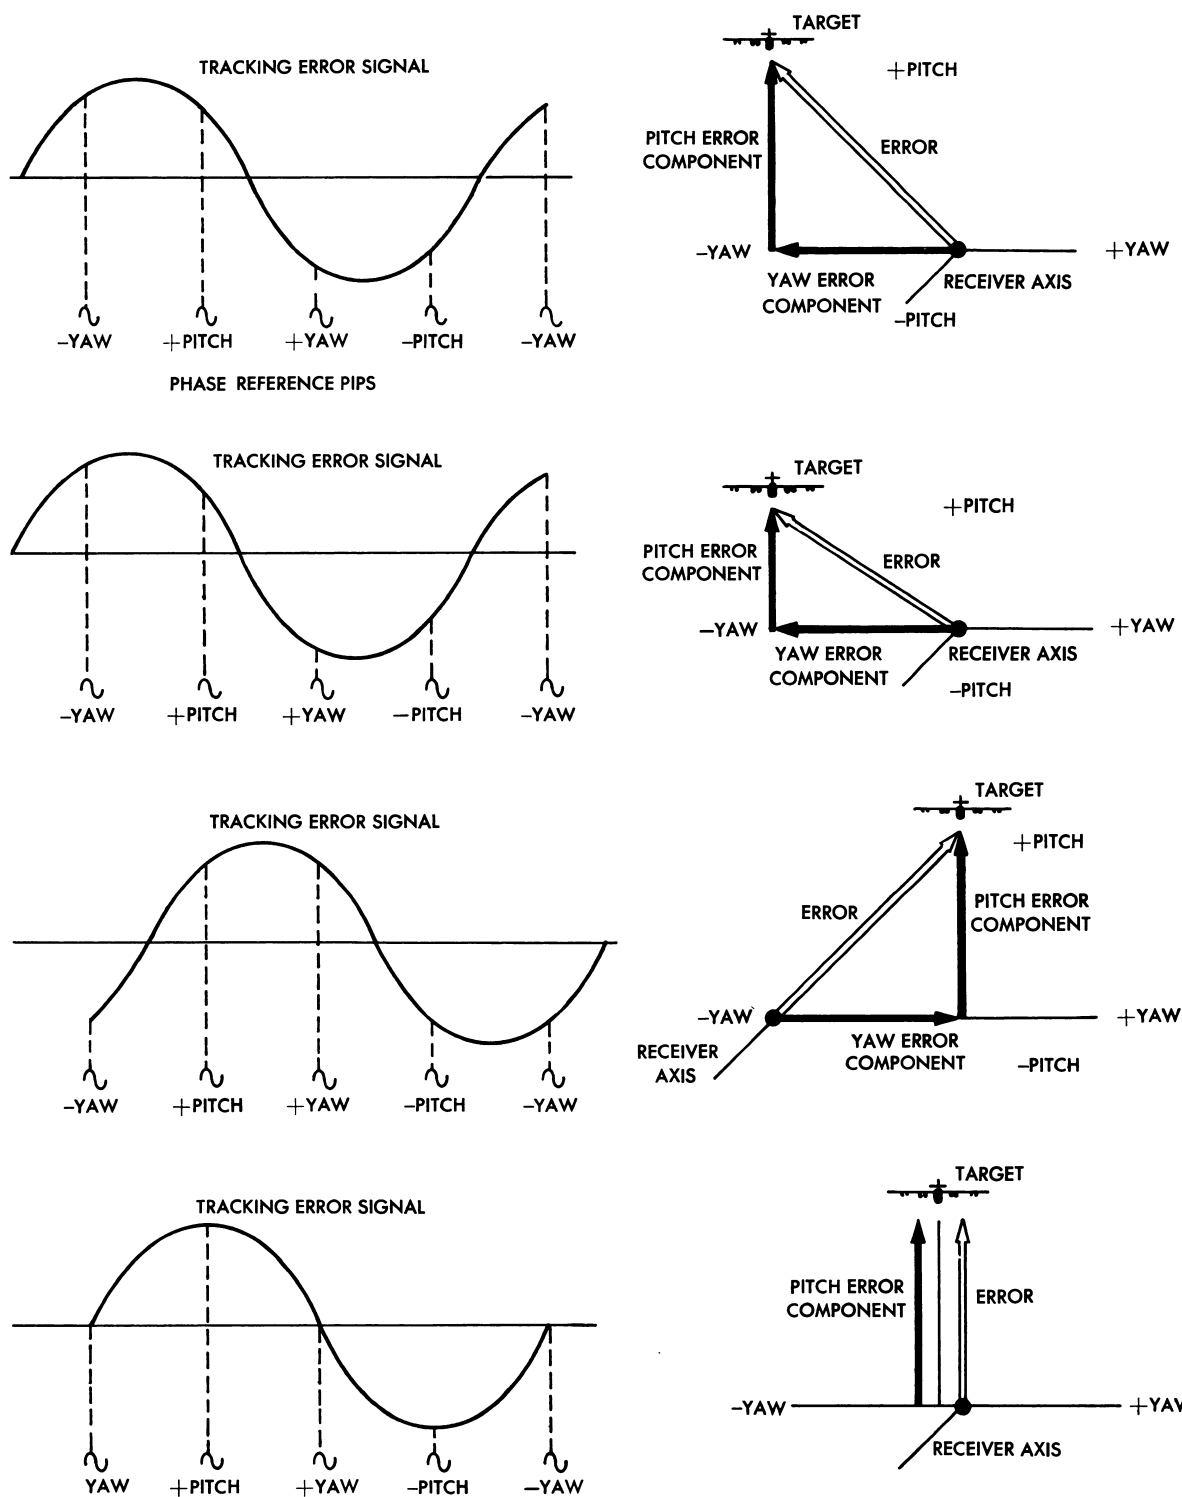 TRACKING ERROR SIGNAL
-YAW +PITCH +YAW -PITCH -YAW
PHASE REFERENCE PIPS
TARGET
+PITCH
PITCH ERROR
COMPONENT
ERROR
-YAW
+YAW
YAW ERROR
COMPONENT
RECEIVER AXIS
-PITCH
TRACKING ERROR SIGNAL
-YAW +PITCH +YAW -PITCH -YAW
TARGET
+PITCH
PITCH ERROR
COMPONENT
ERROR
-YAW
+YAW
YAW ERROR
COMPONENT
RECEIVER AXIS
-PITCH
TRACKING ERROR SIGNAL
-YAW +PITCH +YAW -PITCH -YAW
TARGET
+PITCH
ERROR
PITCH ERROR
COMPONENT
-YAW
+YAW
RECEIVER
AXIS
YAW ERROR
COMPONENT
-PITCH
TRACKING ERROR SIGNAL
YAW +PITCH +YAW -PITCH -YAW
TARGET
PITCH ERROR
COMPONENT
ERROR
-YAW
+YAW
RECEIVER AXIS